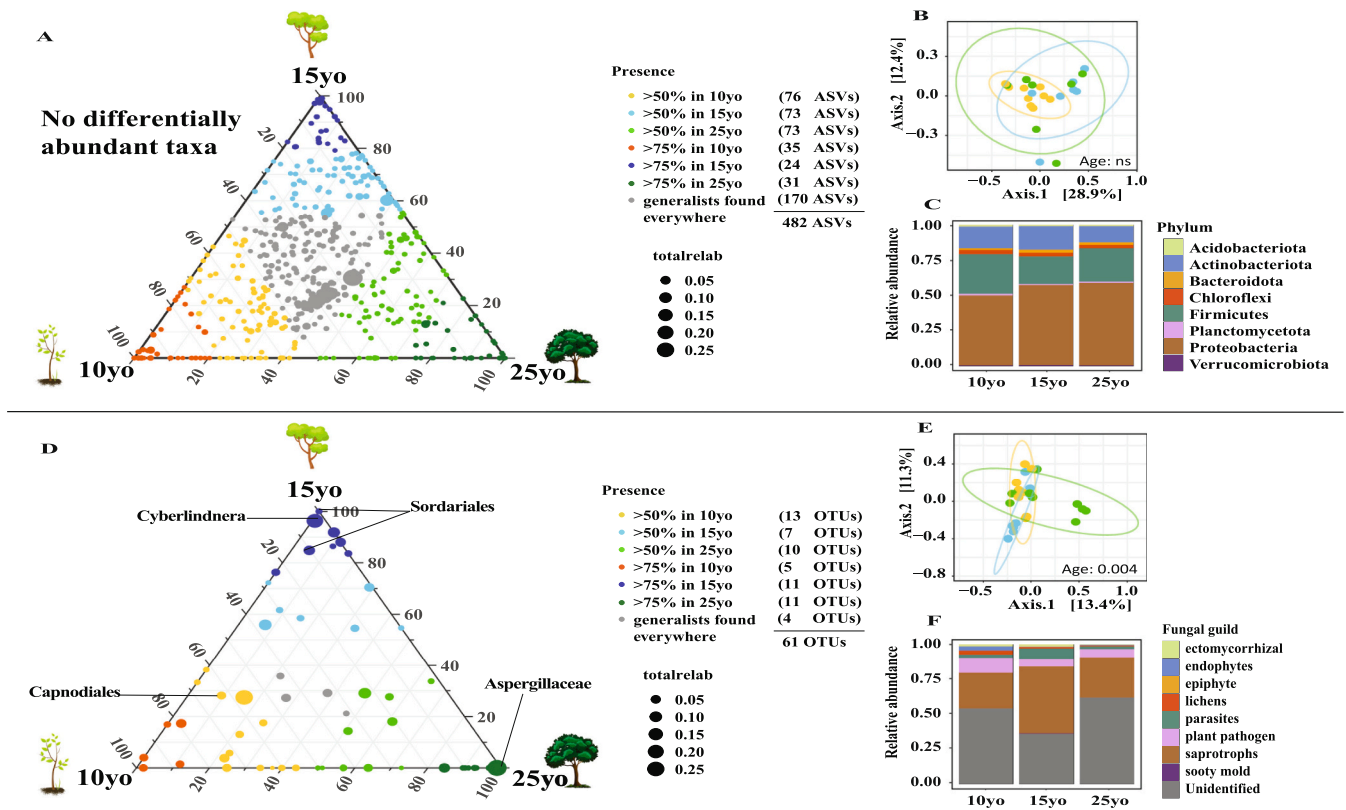 A
15yo
No differentially
abundant taxa
100
80
60
40
20
20
40
60
80
100
20
40
60
80
100
10yo
25yo
Presence
>50% in 10yo (76 ASVs)
>50% in 15yo (73 ASVs)
>50% in 25yo (73 ASVs)
>75% in 10yo (35 ASVs)
>75% in 15yo (24 ASVs)
>75% in 25yo (31 ASVs)
generalists found (170 ASVs)
everywhere
482 ASVs
totalrelab
0.05
0.10
0.15
0.20
0.25
B
Axis.2 [12.4%]
0.3
0.0
−0.3
Age: ns
−0.5 0.0 0.5 1.0
Axis.1 [28.9%]
C
Relative abundance
1.00
0.75
0.50
0.25
0.00
10yo 15yo 25yo
Phylum
Acidobacteriota
Actinobacteriota
Bacteroidota
Chloroflexi
Firmicutes
Planctomycetota
Proteobacteria
Verrucomicrobiota
D
15yo
Cyberlindnera
Sordariales
Capnodiales
Aspergillaceae
100
80
60
40
20
20
40
60
80
100
20
40
60
80
100
10yo
25yo
Presence
>50% in 10yo (13 OTUs)
>50% in 15yo (7 OTUs)
>50% in 25yo (10 OTUs)
>75% in 10yo (5 OTUs)
>75% in 15yo (11 OTUs)
>75% in 25yo (11 OTUs)
generalists found (4 OTUs)
everywhere
61 OTUs
totalrelab
0.05
0.10
0.15
0.20
0.25
E
Axis.2 [11.3%]
0.4
0.0
−0.4
−0.8
Age: 0.004
−0.5 0.0 0.5 1.0
Axis.1 [13.4%]
F
Relative abundance
1.00
0.75
0.50
0.25
0.00
10yo 15yo 25yo
Fungal guild
ectomycorrhizal
endophytes
epiphyte
lichens
parasites
plant pathogen
saprotrophs
sooty mold
Unidentified